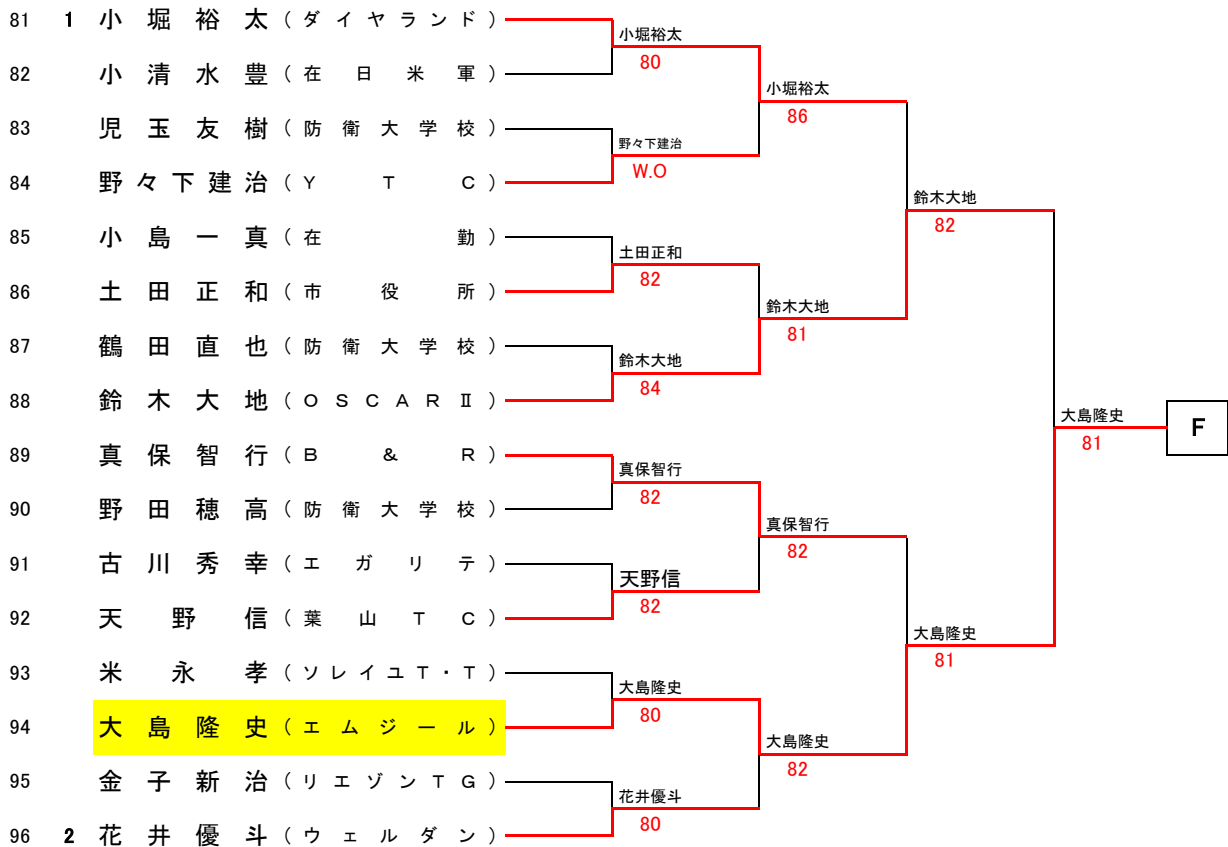 81 1 小堀裕太(ダイヤランド)
82 小清水豊(在日米軍)
83 児玉友樹(防衛大学校)
84 野々下建治(YTC)
85 小島一真(在勤)
86 土田正和(市役所)
87 鶴田直也(防衛大学校)
88 鈴木大地(OSCARⅡ)
89 真保智行(B&R)
90 野田穂高(防衛大学校)
91 古川秀幸(エガリテ)
92 天野信(葉山TC)
93 米永孝(ソレイユT・T)
94 大島隆史(エムジール)
95 金子新治(リエゾンTG)
96 2 花井優斗(ウェルダン)
小堀裕太
80
野々下建治
W.O
土田正和
82
鈴木大地
84
真保智行
82
天野信
82
大島隆史
80
花井優斗
80
小堀裕太
86
鈴木大地
81
真保智行
82
大島隆史
82
鈴木大地
82
大島隆史
81
大島隆史
81
F